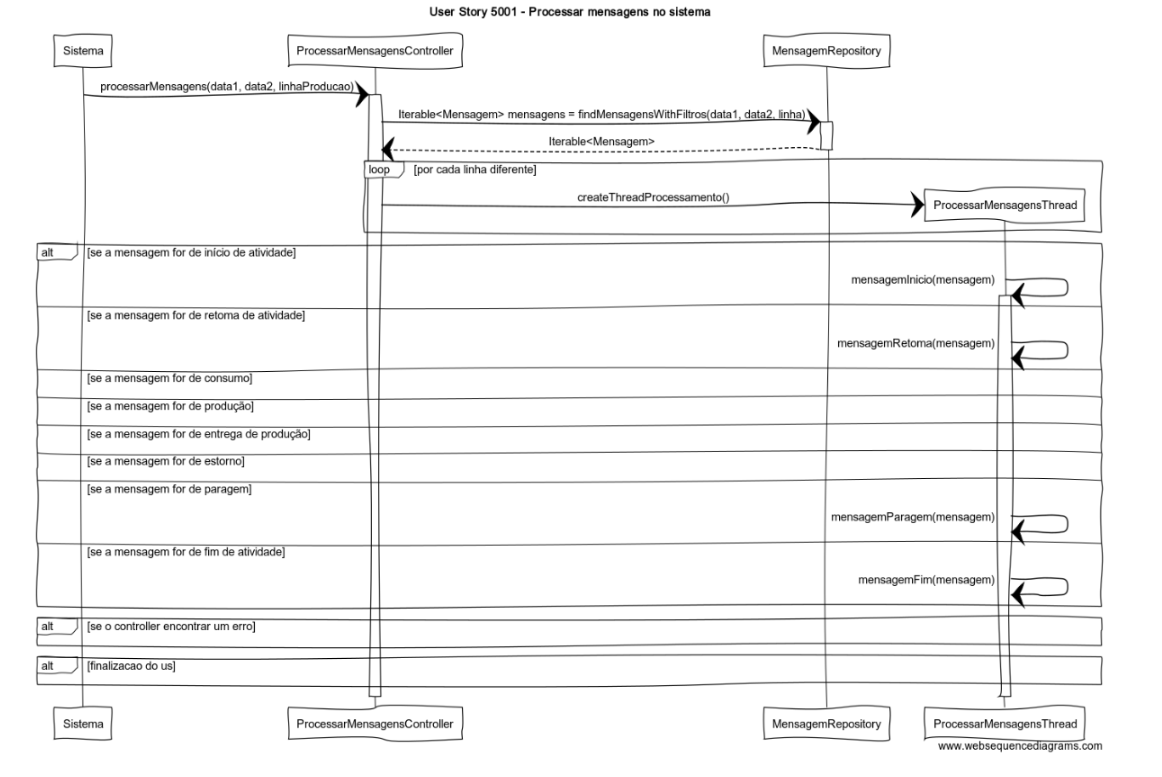 User Story 5001 - Processar mensagens no sistema
Sistema
ProcessarMensagensController
MensagemRepository
processarMensagens(data1, data2, linhaProducao)
Iterable<Mensagem> mensagens = findMensagensWithFiltros(data1, data2, linha)
Iterable<Mensagem>
loop
[por cada linha diferente]
createThreadProcessamento()
ProcessarMensagensThread
alt
[se a mensagem for de início de atividade]
mensagemInicio(mensagem)
[se a mensagem for de retoma de atividade]
mensagemRetoma(mensagem)
[se a mensagem for de consumo]
[se a mensagem for de produção]
[se a mensagem for de entrega de produção]
[se a mensagem for de estorno]
[se a mensagem for de paragem]
mensagemParagem(mensagem)
[se a mensagem for de fim de atividade]
mensagemFim(mensagem)
alt
[se o controller encontrar um erro]
alt
[finalizacao do us]
Sistema
ProcessarMensagensController
MensagemRepository
ProcessarMensagensThread
www.websequencediagrams.com